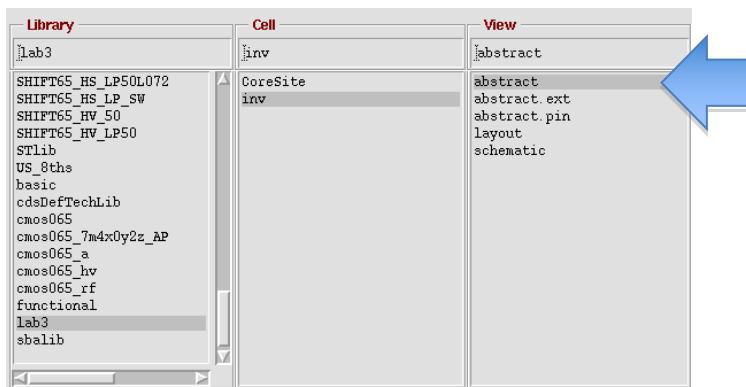 Library
lab3
SHIFT65_HS_LP50L072
SHIFT65_HS_LP_SW
SHIFT65_HV_50
SHIFT65_HV_LP50
STlib
US_8ths
basic
cdsDefTechLib
cmos065
cmos065_7m4x0y2z_AP
cmos065_a
cmos065_hv
cmos065_rf
functional
lab3
sbalib
Cell
inv
CoreSite
inv
View
abstract
abstract
abstract.ext
abstract.pin
layout
schematic